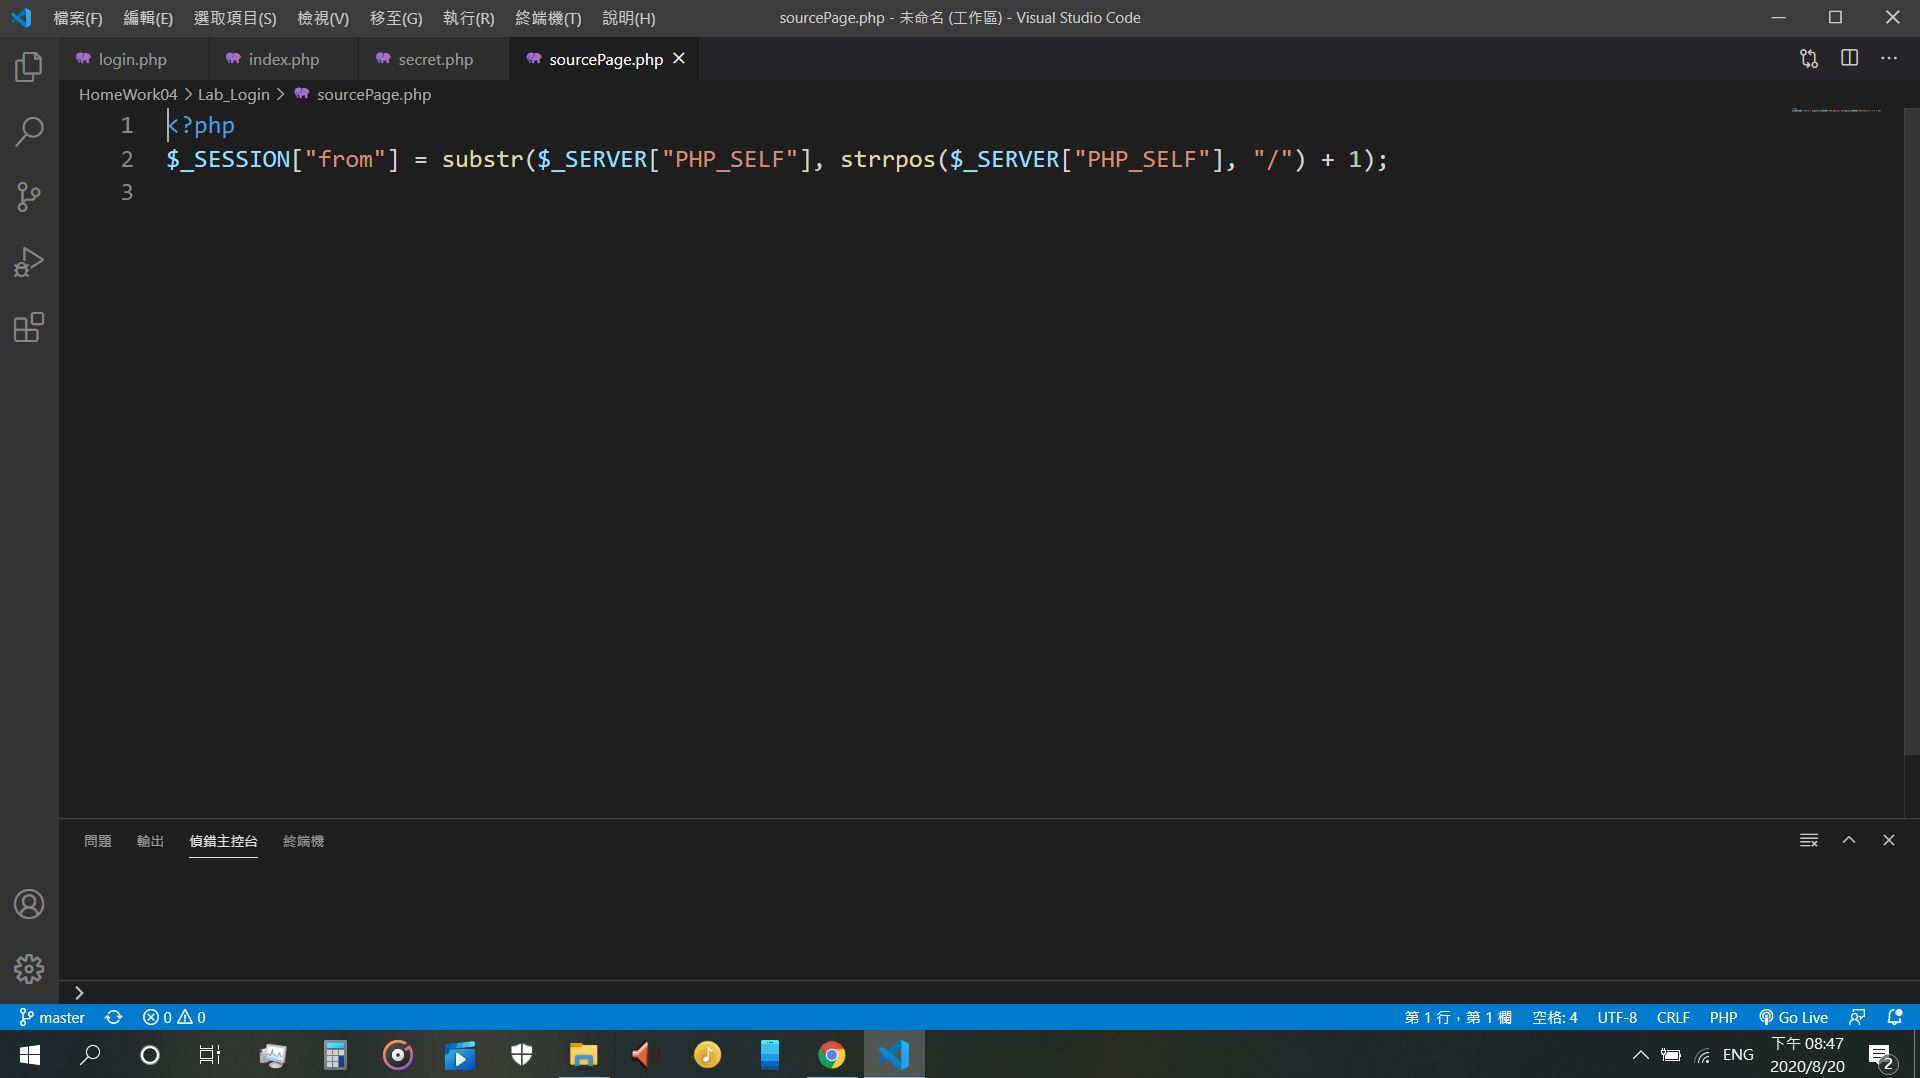 檔案(F) 編輯(E) 選取項目(S) 檢視(V) 移至(G) 執行(R) 終端機(T) 說明(H) sourcePage.php - 未命名 (工作區) - Visual Studio Code
login.php index.php secret.php sourcePage.php
HomeWork04 > Lab_Login > sourcePage.php
1 <?php
2 $_SESSION["from"] = substr($_SERVER["PHP_SELF"], strrpos($_SERVER["PHP_SELF"], "/") + 1);
3
問題 輸出 偵錯主控台 終端機
master 0 0 第 1 行，第 1 欄 空格: 4 UTF-8 CRLF PHP Go Live
ENG 下午 08:47 2
2020/8/20